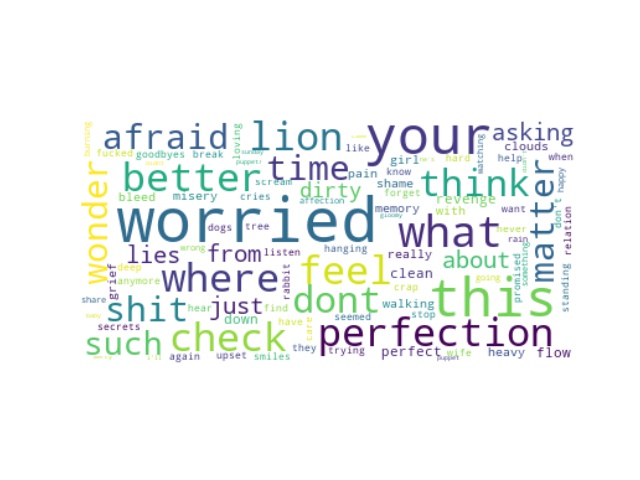 afraid lion your asking
fucked goodbyes break loving like girl hard help clouds when
better time pain know think matching
scream shame
wonder bleed misery cries dirty forget revenge matter happy
affection memory with want don't
worried dogs tree gloomy what never relation
hanging rain
lies from listen really about
wrong
grief deep where rabbit feel clean going promised something standing
anymore crap
share shit just dont walking this
hear find stop
down have care seemed perfection
secrets such check they trying perfect wife heavy flow
again upset smiles puppet